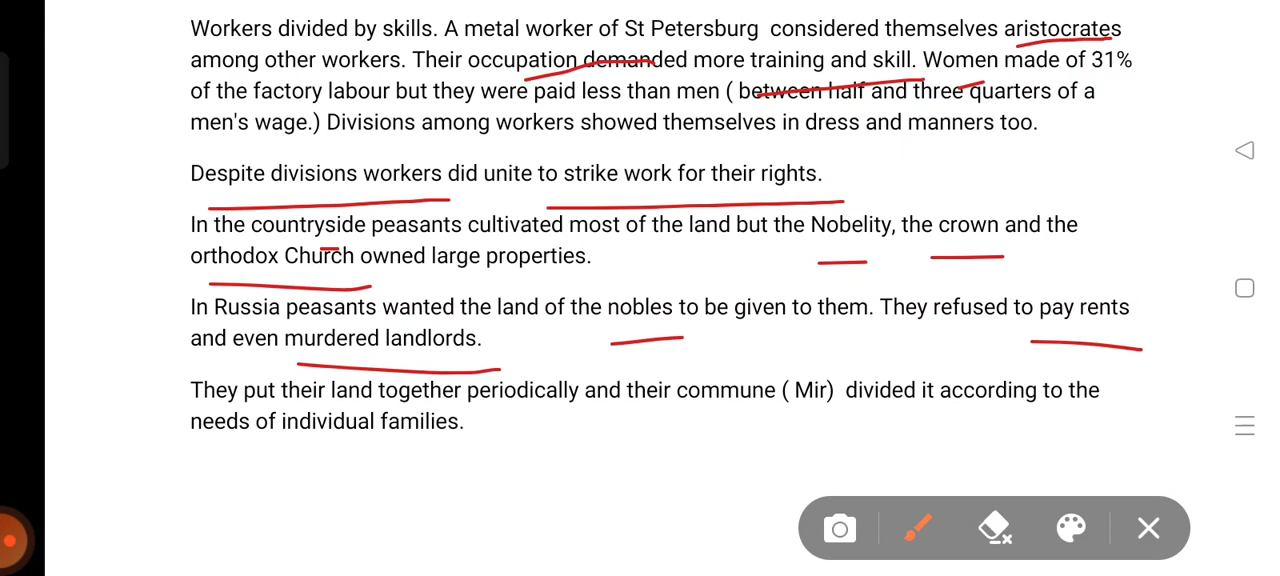 Workers divided by skills. A metal worker of St Petersburg  considered themselves aristocrates
among other workers. Their occupation demanded more training and skill. Women made of 31%
of the factory labour but they were paid less than men ( between half and three quarters of a
men's wage.) Divisions among workers showed themselves in dress and manners too.
Despite divisions workers did unite to strike work for their rights.
In the countryside peasants cultivated most of the land but the Nobelity, the crown and the
orthodox Church owned large properties.
In Russia peasants wanted the land of the nobles to be given to them. They refused to pay rents
and even murdered landlords.
They put their land together periodically and their commune ( Mir)  divided it according to the
needs of individual families.